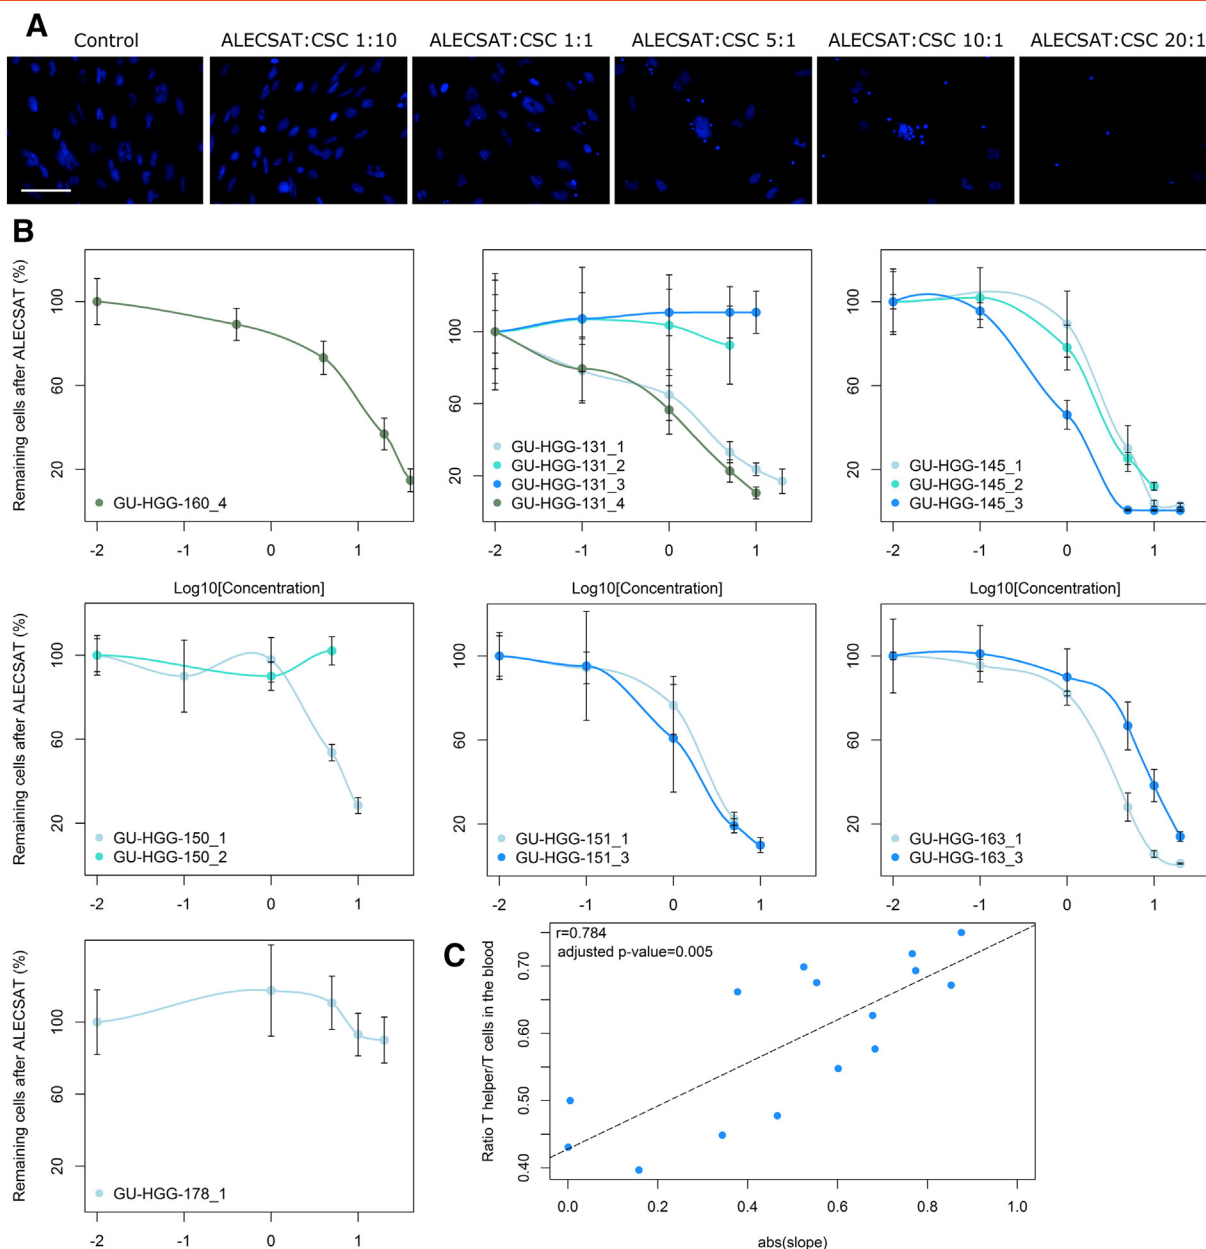 A
Control
ALECSAT:CSC 1:10
ALECSAT:CSC 1:1
ALECSAT:CSC 5:1
ALECSAT:CSC 10:1
ALECSAT:CSC 20:1
B
Remaining cells after ALECSAT (%)
100
60
20
GU-HGG-160_4
-2 -1 0 1
Log10[Concentration]
100
60
20
GU-HGG-131_1
GU-HGG-131_2
GU-HGG-131_3
GU-HGG-131_4
-2 -1 0 1
Log10[Concentration]
100
60
20
GU-HGG-145_1
GU-HGG-145_2
GU-HGG-145_3
-2 -1 0 1
Log10[Concentration]
Remaining cells after ALECSAT (%)
100
60
20
GU-HGG-150_1
GU-HGG-150_2
-2 -1 0 1
100
60
20
GU-HGG-151_1
GU-HGG-151_3
-2 -1 0 1
100
60
20
GU-HGG-163_1
GU-HGG-163_3
-2 -1 0 1
Remaining cells after ALECSAT (%)
100
60
20
GU-HGG-178_1
-2 -1 0 1
C
r=0.784
adjusted p-value=0.005
Ratio T helper/T cells in the blood
0.70
0.60
0.50
0.40
0.0 0.2 0.4 0.6 0.8 1.0
abs(slope)